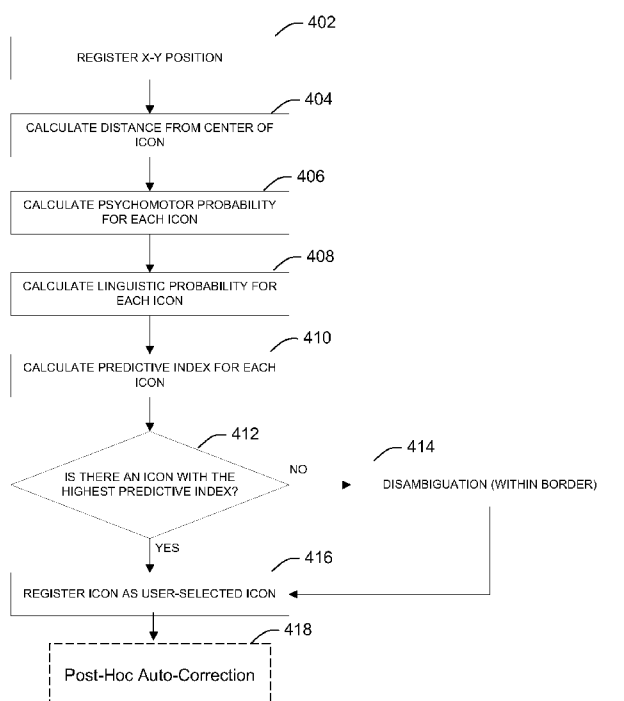 402
REGISTER X-Y POSITION
404
CALCULATE DISTANCE FROM CENTER OF
ICON
406
CALCULATE PSYCHOMOTOR PROBABILITY
FOR EACH ICON
408
CALCULATE LINGUISTIC PROBABILITY FOR
EACH ICON
410
CALCULATE PREDICTIVE INDEX FOR EACH
ICON
412
IS THERE AN ICON WITH THE
HIGHEST PREDICTIVE INDEX?
NO
414
DISAMBIGUATION (WITHIN BORDER)
YES
416
REGISTER ICON AS USER-SELECTED ICON
418
Post-Hoc Auto-Correction